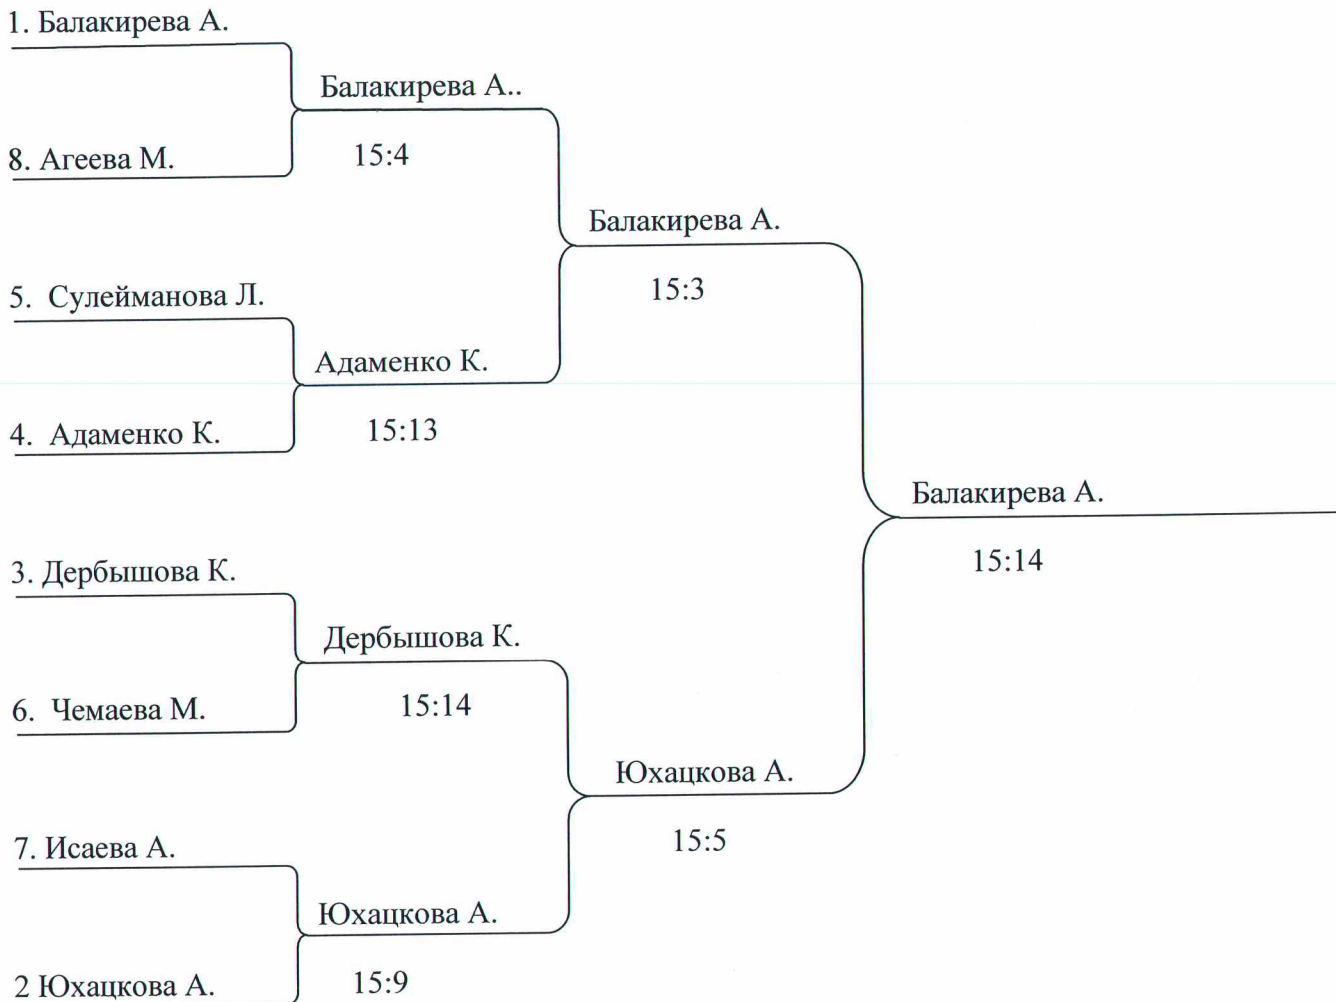 1. Балакирева А.
Балакирева А..
8. Агеева М.
15:4
Балакирева А.
5. Сулейманова Л.
15:3
Адаменко К.
4. Адаменко К.
15:13
Балакирева А.
3. Дербышова К.
15:14
Дербышова К.
6. Чемаева М.
15:14
Юхацкова А.
7. Исаева А.
15:5
Юхацкова А.
2 Юхацкова А.
15:9